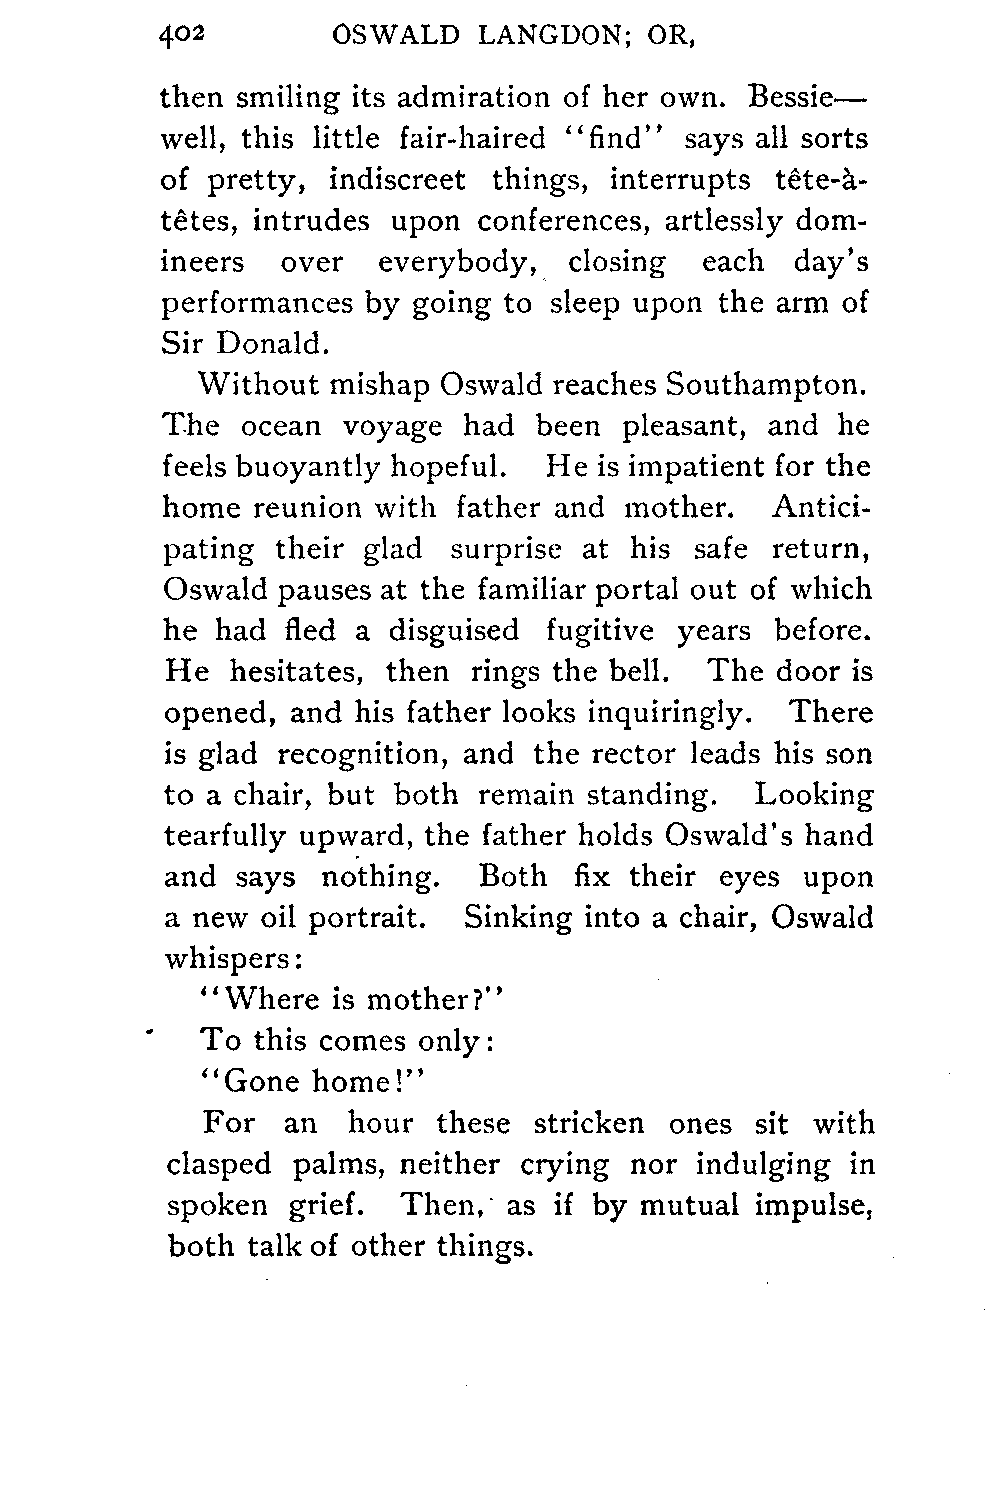 402 OSWALD LANGDON; OR,
then smiling its admiration of her own. Bessie—
well, this little fair-haired “find” says all sorts
of pretty, indiscreet things, interrupts tête-à-
têtes, intrudes upon conferences, artlessly dom-
ineers over everybody, closing each day's
performances by going to sleep upon the arm of
Sir Donald.
Without mishap Oswald reaches Southampton.
The ocean voyage had been pleasant, and he
feels buoyantly hopeful. He is impatient for the
home reunion with father and mother. Antici-
pating their glad surprise at his safe return,
Oswald pauses at the familiar portal out of which
he had fled a disguised fugitive years before.
He hesitates, then rings the bell. The door is
opened, and his father looks inquiringly. There
is glad recognition, and the rector leads his son
to a chair, but both remain standing. Looking
tearfully upward, the father holds Oswald's hand
and says nothing. Both fix their eyes upon
a new oil portrait. Sinking into a chair, Oswald
whispers:
“Where is mother?”
To this comes only:
“Gone home!”
For an hour these stricken ones sit with
clasped palms, neither crying nor indulging in
spoken grief. Then, as if by mutual impulse,
both talk of other things.